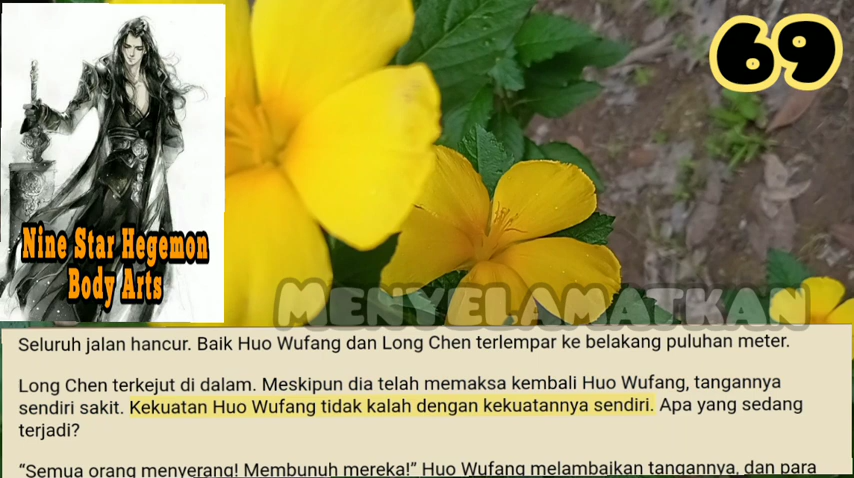 69
Nine Star Hegemon
Body Arts
Menyelamatkan
Seluruh jalan hancur. Baik Huo Wufang dan Long Chen terlempar ke belakang puluhan meter.
Long Chen terkejut di dalam. Meskipun dia telah memaksa kembali Huo Wufang, tangannya
sendiri sakit. Kekuatan Huo Wufang tidak kalah dengan kekuatannya sendiri. Apa yang sedang
terjadi?
“Semua orang menyerang! Membunuh mereka!” Huo Wufang melambaikan tangannya, dan para